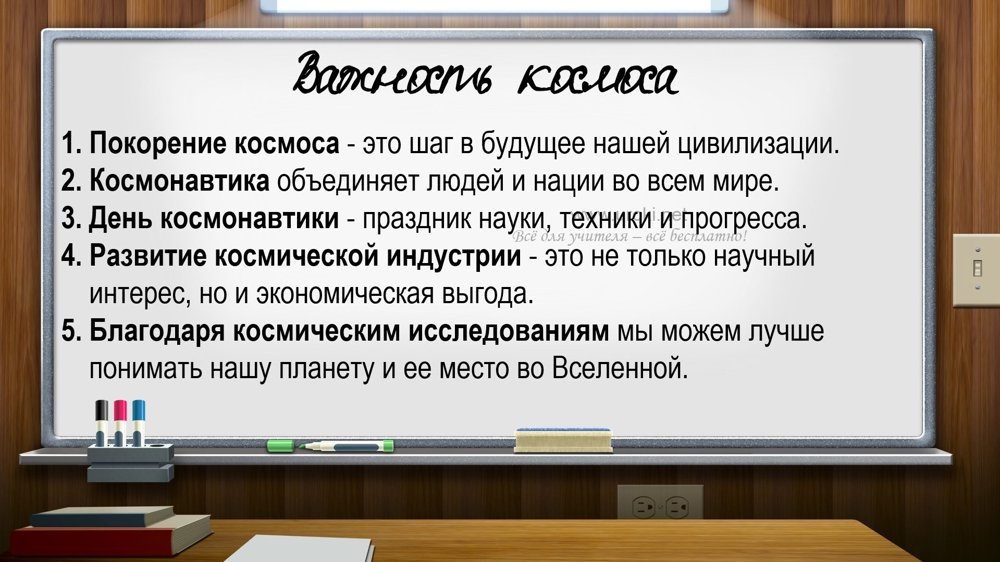 Важность космоса
1. Покорение космоса - это шаг в будущее нашей цивилизации.
2. Космонавтика объединяет людей и нации во всем мире.
3. День космонавтики - праздник науки, техники и прогресса.
www.uroki.net
Всё для учителя – всё бесплатно!
4. Развитие космической индустрии - это не только научный
интерес, но и экономическая выгода.
5. Благодаря космическим исследованиям мы можем лучше
понимать нашу планету и ее место во Вселенной.